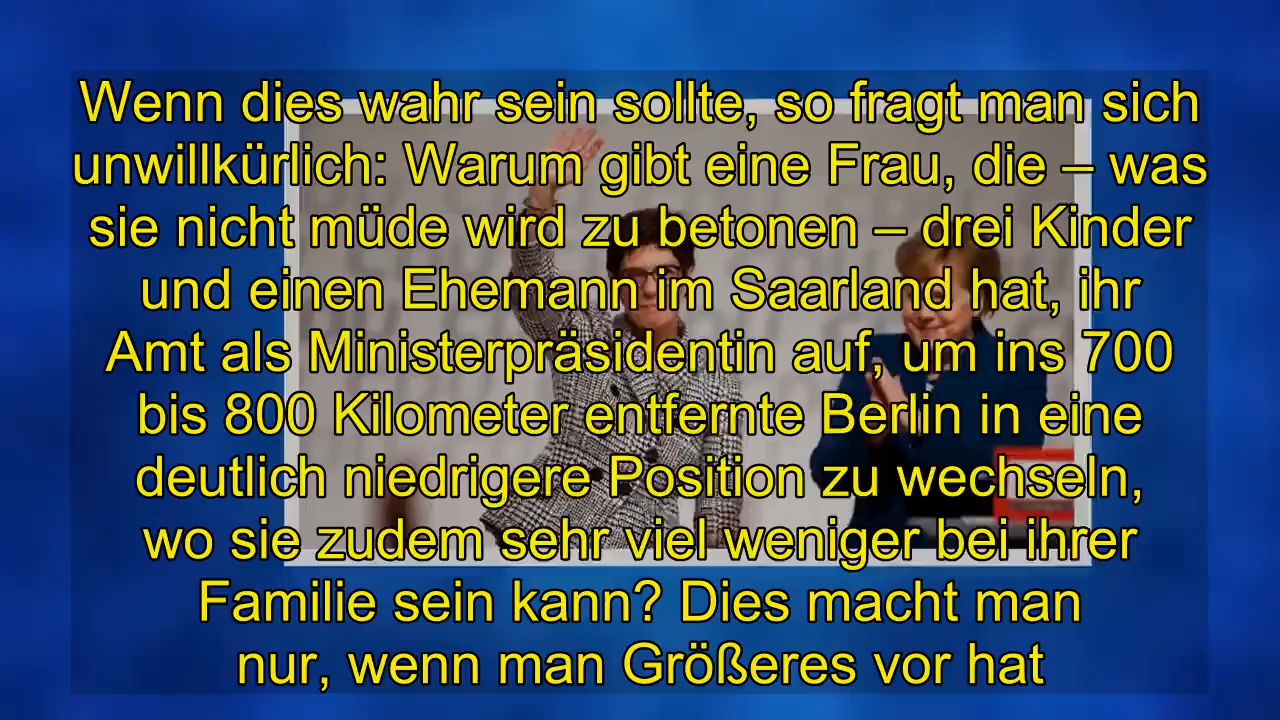 Wenn dies wahr sein sollte, so fragt man sich
unwillkürlich: Warum gibt eine Frau, die – was
sie nicht müde wird zu betonen – drei Kinder
und einen Ehemann im Saarland hat, ihr
Amt als Ministerpräsidentin auf, um ins 700
bis 800 Kilometer entfernte Berlin in eine
deutlich niedrigere Position zu wechseln,
wo sie zudem sehr viel weniger bei ihrer
Familie sein kann? Dies macht man
nur, wenn man Größeres vor hat